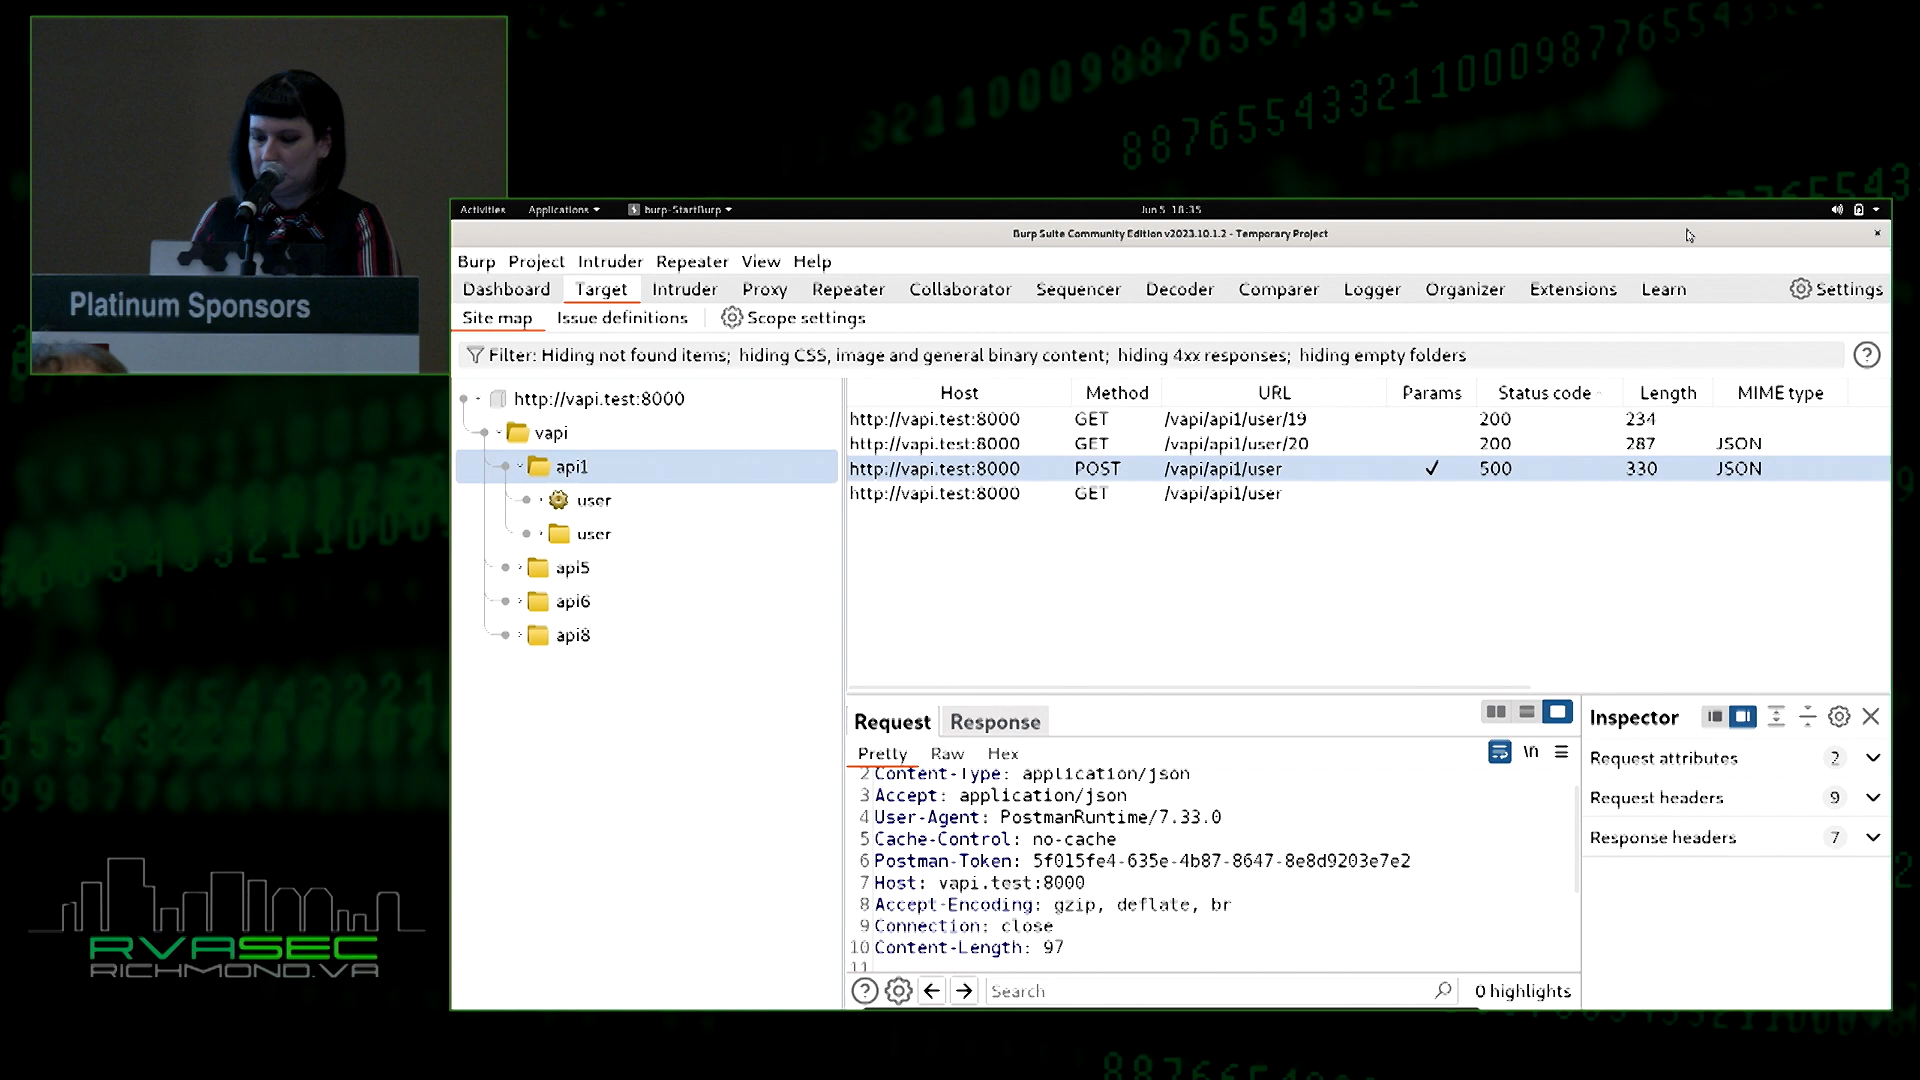 Platinum Sponsors
Activities Applications burp-StartBurp Jun 5 18:35
Burp Suite Community Edition v2023.10.1.2 - Temporary Project
Burp Project Intruder Repeater View Help
Dashboard Target Intruder Proxy Repeater Collaborator Sequencer Decoder Comparer Logger Organizer Extensions Learn Settings
Site map Issue definitions Scope settings
Filter: Hiding not found items; hiding CSS, image and general binary content; hiding 4xx responses; hiding empty folders
http://vapi.test:8000
vapi
api1
user
user
api5
api6
api8
Host Method URL Params Status code Length MIME type
http://vapi.test:8000 GET /vapi/api1/user/19 200 234
http://vapi.test:8000 GET /vapi/api1/user/20 200 287 JSON
http://vapi.test:8000 POST /vapi/api1/user ✓ 500 330 JSON
http://vapi.test:8000 GET /vapi/api1/user
Request Response
Pretty Raw Hex \n
2 Content-Type: application/json
3 Accept: application/json
4 User-Agent: PostmanRuntime/7.33.0
5 Cache-Control: no-cache
6 Postman-Token: 5f015fe4-635e-4b87-8647-8e8d9203e7e2
7 Host: vapi.test:8000
8 Accept-Encoding: gzip, deflate, br
9 Connection: close
10 Content-Length: 97
11
Search 0 highlights
Inspector
Request attributes 2
Request headers 9
Response headers 7
RVASEC
RICHMOND.VA